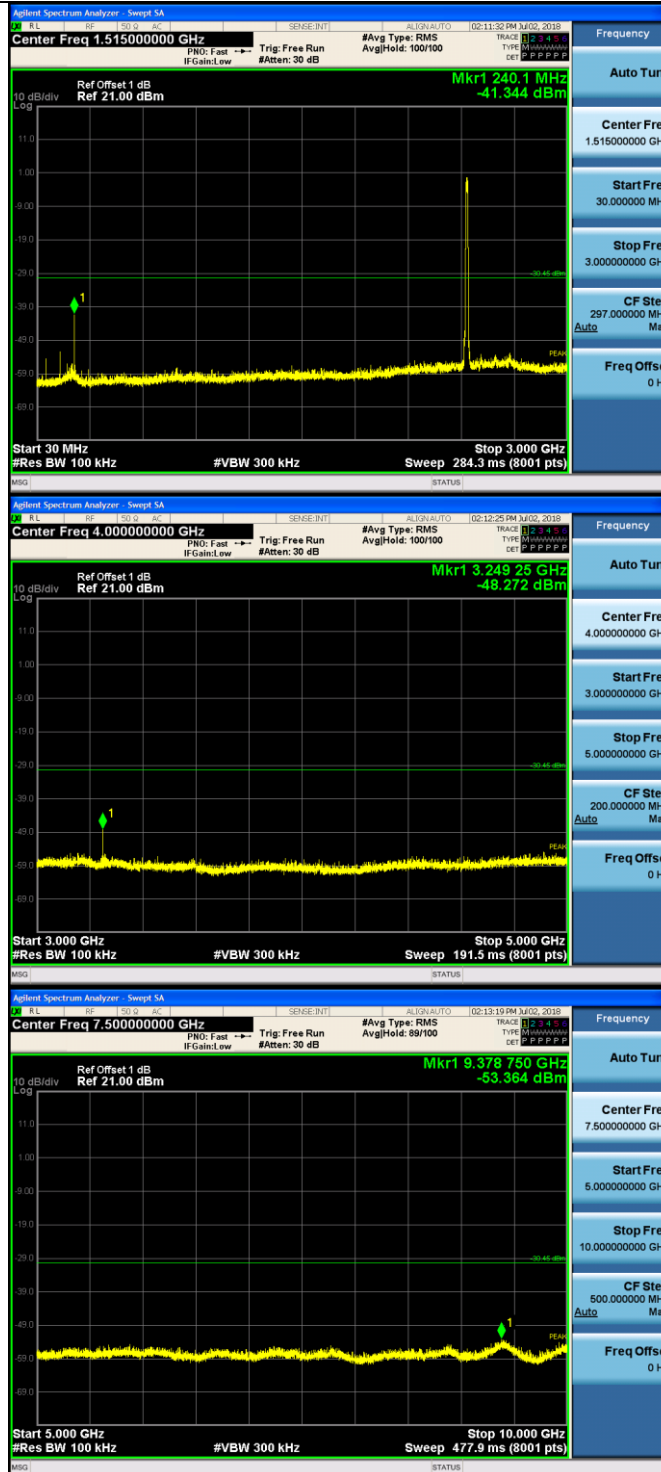 Agilent Spectrum Analyzer - Swept SA
RL RF 50 Ω AC SENSE:INT ALIGNAUTO 02:11:32 PM Jul 02, 2018
Center Freq 1.515000000 GHz #Avg Type: RMS TRACE 1 2 3 4 5 6 Frequency
PNO: Fast Trig: Free Run Avg|Hold: 100/100 TYPE M
IFGain:Low #Atten: 30 dB DET P P P P P P
Auto Tun
Ref Offset 1 dB Mkr1 240.1 MHz
10 dB/div Ref 21.00 dBm -41.344 dBm
Log
Center Fre
1.515000000 GH
11.0
1.00
Start Fre
30.000000 MH
-9.00
-19.0
Stop Fre
3.000000000 GH
-29.0
-30.45 dBm
1
CF Ste
297.000000 MH
Auto Ma
-39.0
-49.0
PEAK
-59.0
Freq Offse
0 H
-69.0
Start 30 MHz Stop 3.000 GHz
#Res BW 100 kHz #VBW 300 kHz Sweep 284.3 ms (8001 pts)
MSG STATUS
Agilent Spectrum Analyzer - Swept SA
RL RF 50 Ω AC SENSE:INT ALIGNAUTO 02:12:25 PM Jul 02, 2018
Center Freq 4.000000000 GHz #Avg Type: RMS TRACE 1 2 3 4 5 6 Frequency
PNO: Fast Trig: Free Run Avg|Hold: 100/100 TYPE M
IFGain:Low #Atten: 30 dB DET P P P P P P
Auto Tun
Ref Offset 1 dB Mkr1 3.249 25 GHz
10 dB/div Ref 21.00 dBm -48.272 dBm
Log
Center Fre
4.000000000 GH
11.0
1.00
Start Fre
3.000000000 GH
-9.00
-19.0
Stop Fre
5.000000000 GH
-29.0
-30.45 dBm
CF Ste
200.000000 MH
Auto Ma
-39.0
1
-49.0
PEAK
-59.0
Freq Offse
0 H
-69.0
Start 3.000 GHz Stop 5.000 GHz
#Res BW 100 kHz #VBW 300 kHz Sweep 191.5 ms (8001 pts)
MSG STATUS
Agilent Spectrum Analyzer - Swept SA
RL RF 50 Ω AC SENSE:INT ALIGNAUTO 02:13:19 PM Jul 02, 2018
Center Freq 7.500000000 GHz #Avg Type: RMS TRACE 1 2 3 4 5 6 Frequency
PNO: Fast Trig: Free Run Avg|Hold: 89/100 TYPE M
IFGain:Low #Atten: 30 dB DET P P P P P P
Auto Tun
Ref Offset 1 dB Mkr1 9.378 750 GHz
10 dB/div Ref 21.00 dBm -53.364 dBm
Log
Center Fre
7.500000000 GH
11.0
1.00
Start Fre
5.000000000 GH
-9.00
-19.0
Stop Fre
10.000000000 GH
-29.0
-30.45 dBm
CF Ste
500.000000 MH
Auto Ma
-39.0
-49.0
1
PEAK
-59.0
Freq Offse
0 H
-69.0
Start 5.000 GHz Stop 10.000 GHz
#Res BW 100 kHz #VBW 300 kHz Sweep 477.9 ms (8001 pts)
MSG STATUS